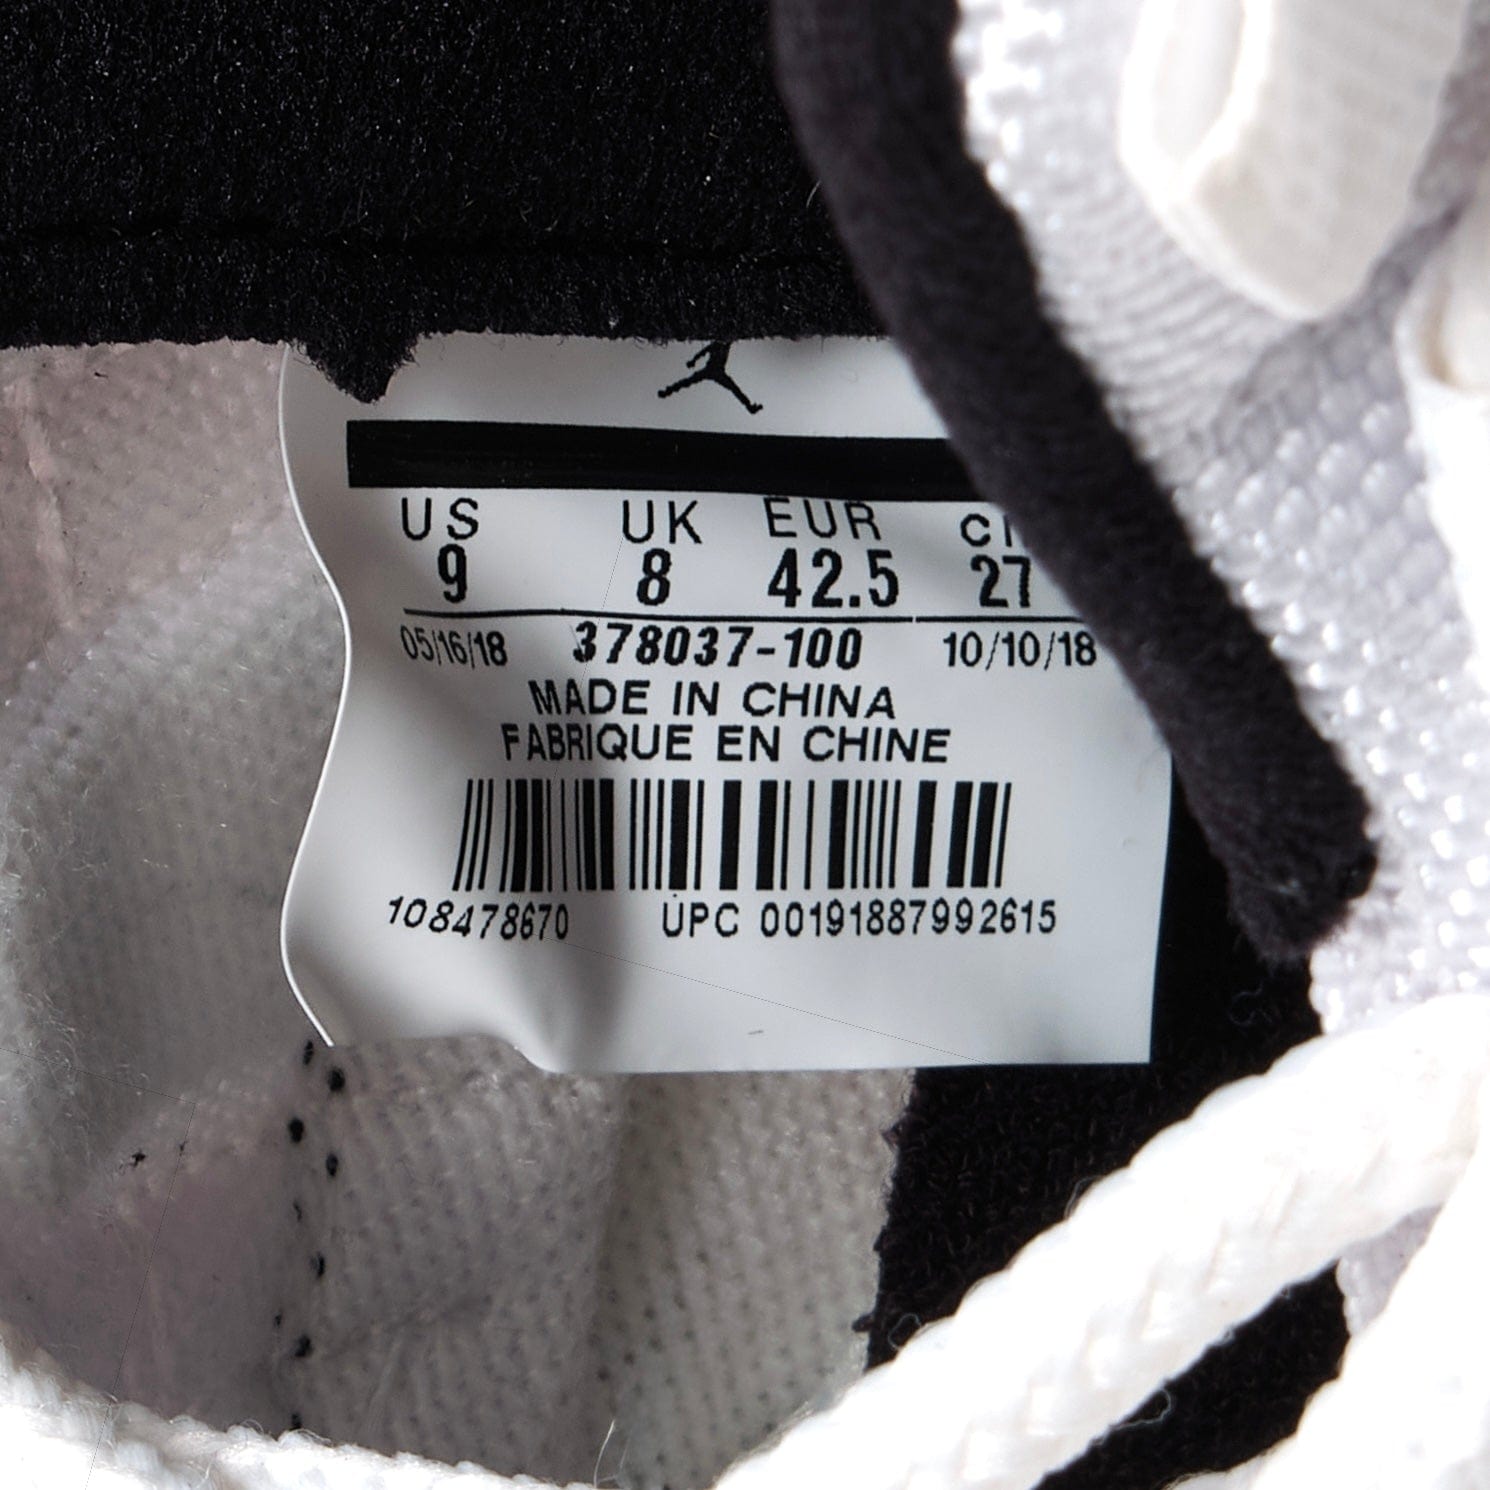 US UK EUR
9 8 42.5 27
05/16/18 378037-100 10/10/18
MADE IN CHINA
FABRIQUE EN CHINE
108478670 UPC 00191887992615